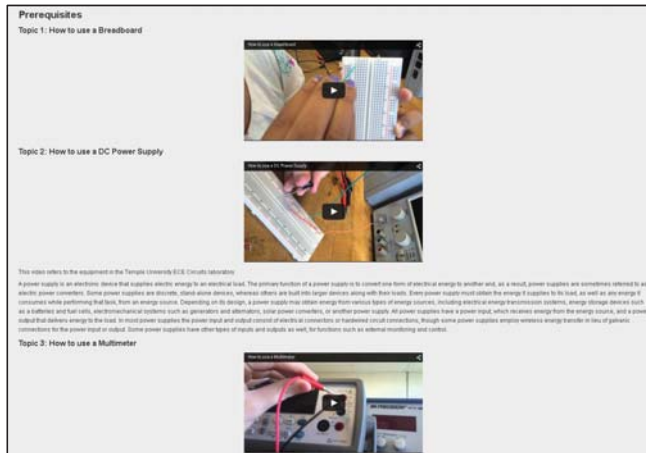 Prerequisites
Topic 1: How to use a Breadboard
How to use a Breadboard
Topic 2: How to use a DC Power Supply
How to use a DC Power Supply
This video refers to the equipment in the Temple University ECE Circuits laboratory
A power supply is an electronic device that supplies electric energy to an electrical load. The primary function of a power supply is to convert one form of electrical energy to another and, as a result, power supplies are sometimes referred to as
electric power converters. Some power supplies are discrete, stand-alone devices, whereas others are built into larger devices along with their loads. Every power supply must obtain the energy it supplies to its load, as well as any energy it
consumes while performing that task, from an energy source. Depending on its design, a power supply may obtain energy from various types of energy sources, including electrical energy transmission systems, energy storage devices such
as a batteries and fuel cells, electromechanical systems such as generators and alternators, solar power converters, or another power supply. All power supplies have a power input, which receives energy from the energy source, and a power
output that delivers energy to the load. In most power supplies the power input and output consist of electrical connectors or hardwired circuit connections, though some power supplies employ wireless energy transfer in lieu of galvanic
connections for the power input or output. Some power supplies have other types of inputs and outputs as well, for functions such as external monitoring and control.
Topic 3: How to use a Multimeter
How to use a Multimeter